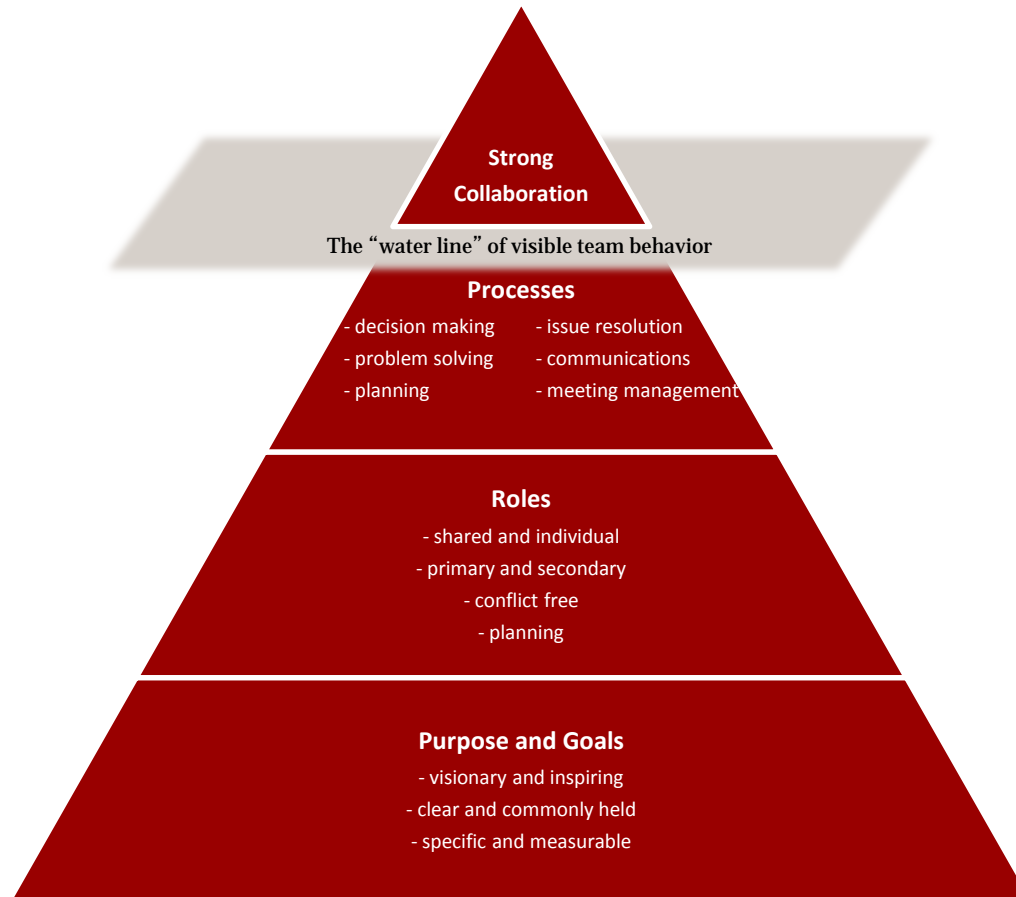 Strong
Collaboration
The “water line” of visible team behavior
Processes
- decision making
- problem solving
- planning
- issue resolution
- communications
- meeting management
Roles
- shared and individual
- primary and secondary
- conflict free
- planning
Purpose and Goals
- visionary and inspiring
- clear and commonly held
- specific and measurable